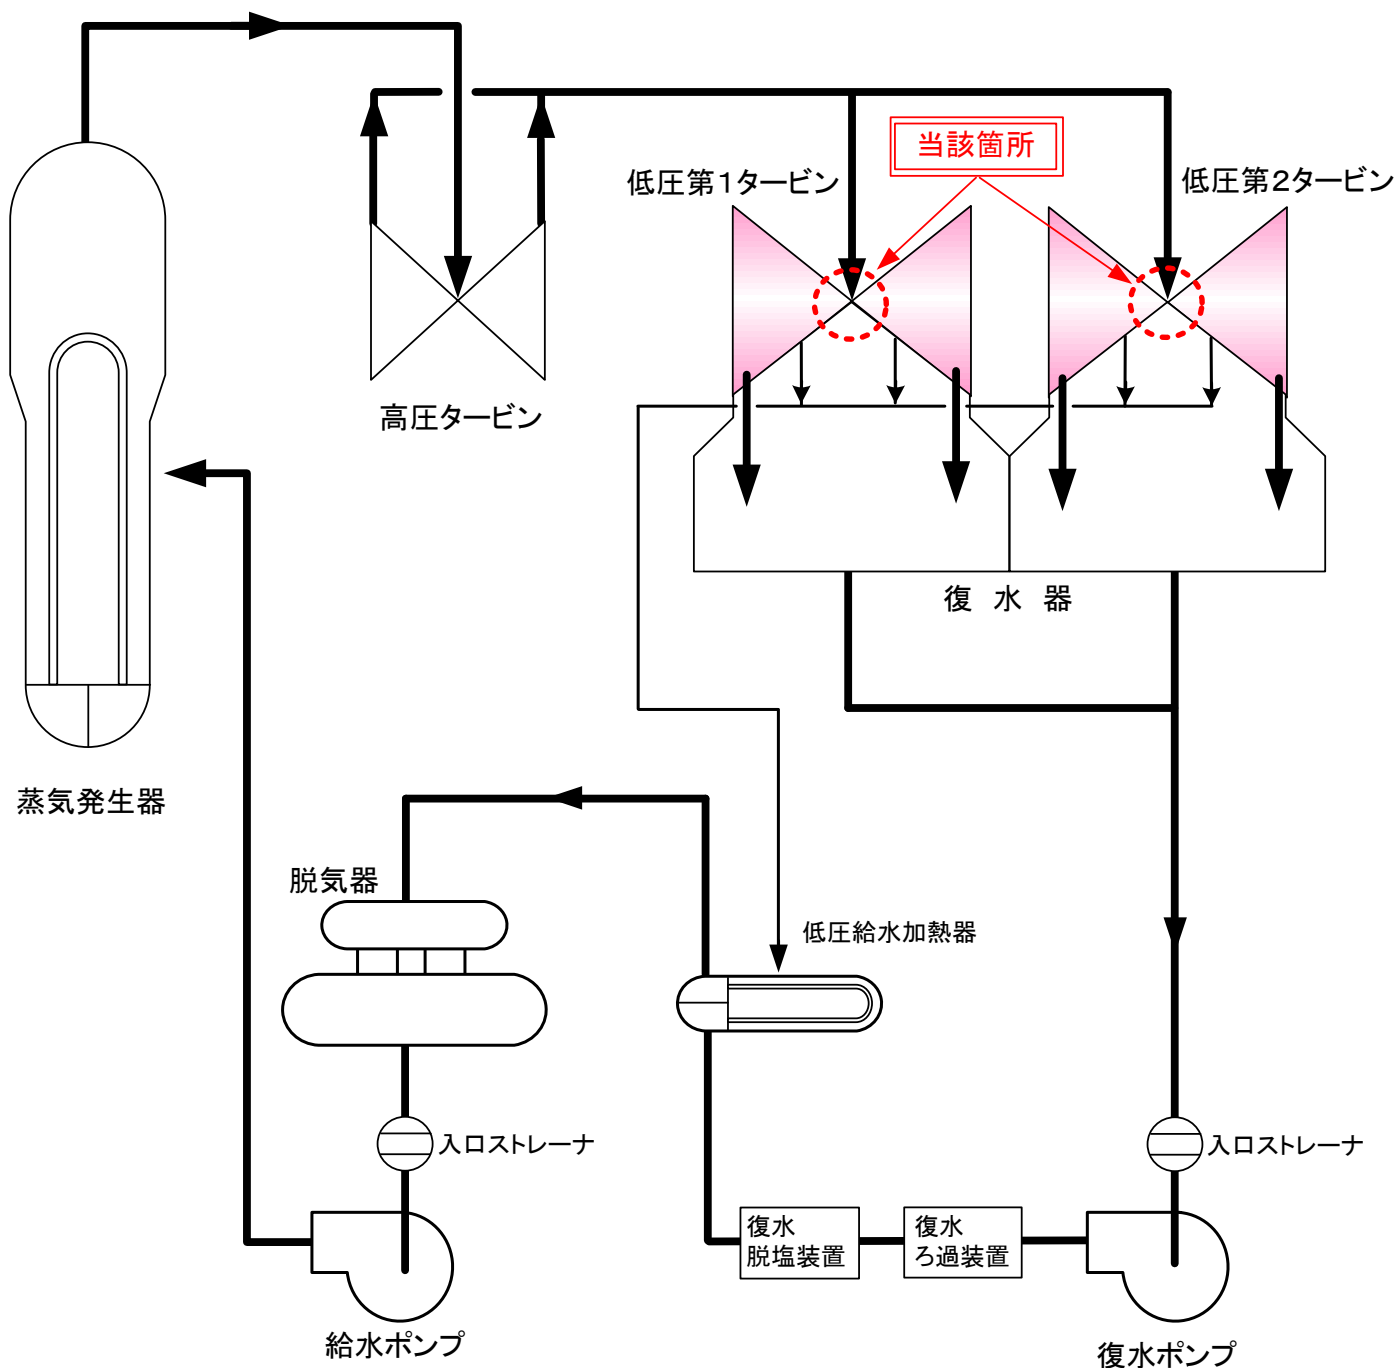 当該箇所
低圧第1タービン
低圧第2タービン
高圧タービン
復水器
蒸気発生器
脱気器
低圧給水加熱器
入口ストレーナ
入口ストレーナ
復水
脱塩装置
復水
ろ過装置
給水ポンプ
復水ポンプ